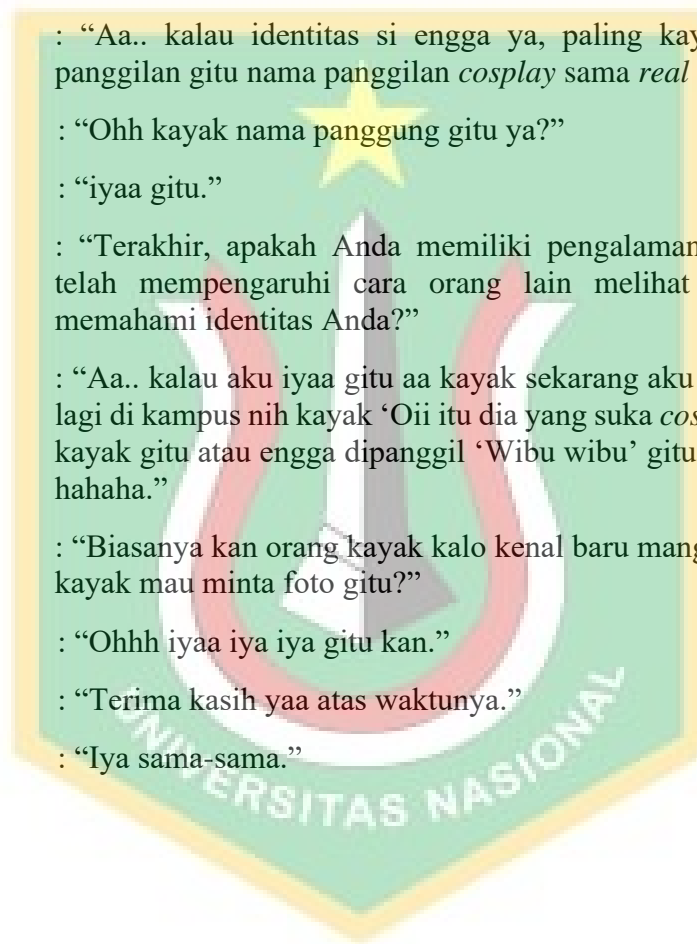 : “Aa.. kalau identitas si engga ya, paling
panggilan gitu nama panggilan cosplay sama real
: “Ohh kayak nama panggung gitu ya?”
: “iyaa gitu.”
: “Terakhir, apakah Anda memiliki pengalaman
telah mempengaruhi cara orang lain melihat
memahami identitas Anda?”
: “Aa.. kalau aku iyaa gitu aa kayak sekarang aku
lagi di kampus nih kayak ‘Oii itu dia yang suka
kayak gitu atau engga dipanggil ‘Wibu wibu’ gitu
hahaha.”
: “Biasanya kan orang kayak kalo kenal baru
kayak mau minta foto gitu?”
: “Ohhh iyaa iya iya gitu kan.”
: “Terima kasih yaa atas waktunya.”
: “Iya sama-sama.”
UNIVERSITAS NASIONAL